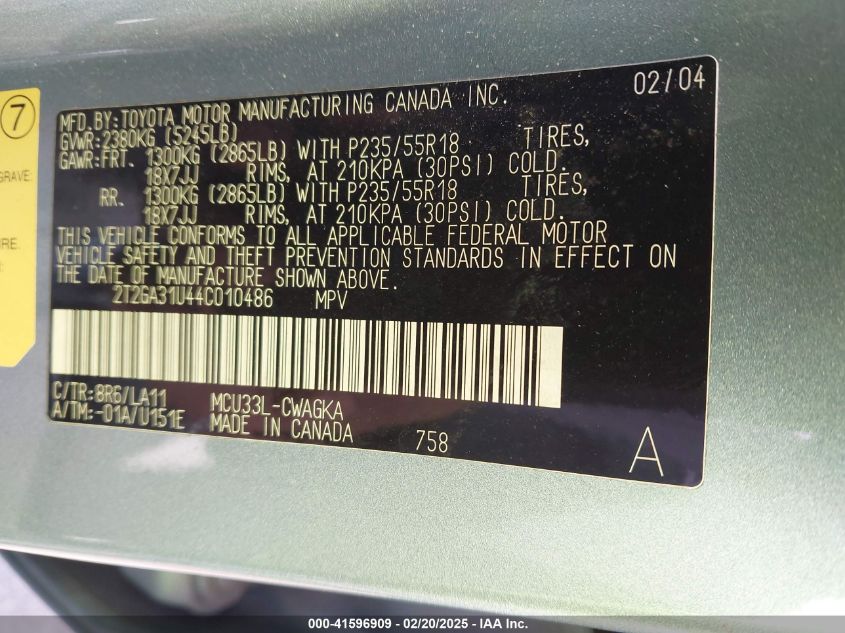 7
GRAVE:
RE.
02/04
MFD. BY: TOYOTA MOTOR MANUFACTURING CANADA INC.
GVWR: 2380KG (5245LB)
GAWR: FRT. 1300KG (2865LB) WITH P235/55R18 TIRES,
18X7JJ RIMS, AT 210KPA (30PSI) COLD.
RR. 1300KG (2865LB) WITH P235/55R18 TIRES,
18X7JJ RIMS, AT 210KPA (30PSI) COLD.
THIS VEHICLE CONFORMS TO ALL APPLICABLE FEDERAL MOTOR
VEHICLE SAFETY AND THEFT PREVENTION STANDARDS IN EFFECT ON
THE DATE OF MANUFACTURE SHOWN ABOVE.
2T2GA31U44C010486 MPV
C/TR: 8R6/LA11 MCU33L-CWAGKA
A/TM: -01A/U151E MADE IN CANADA 758
A
000-41596909 — 02/20/2025 — IAA Inc.